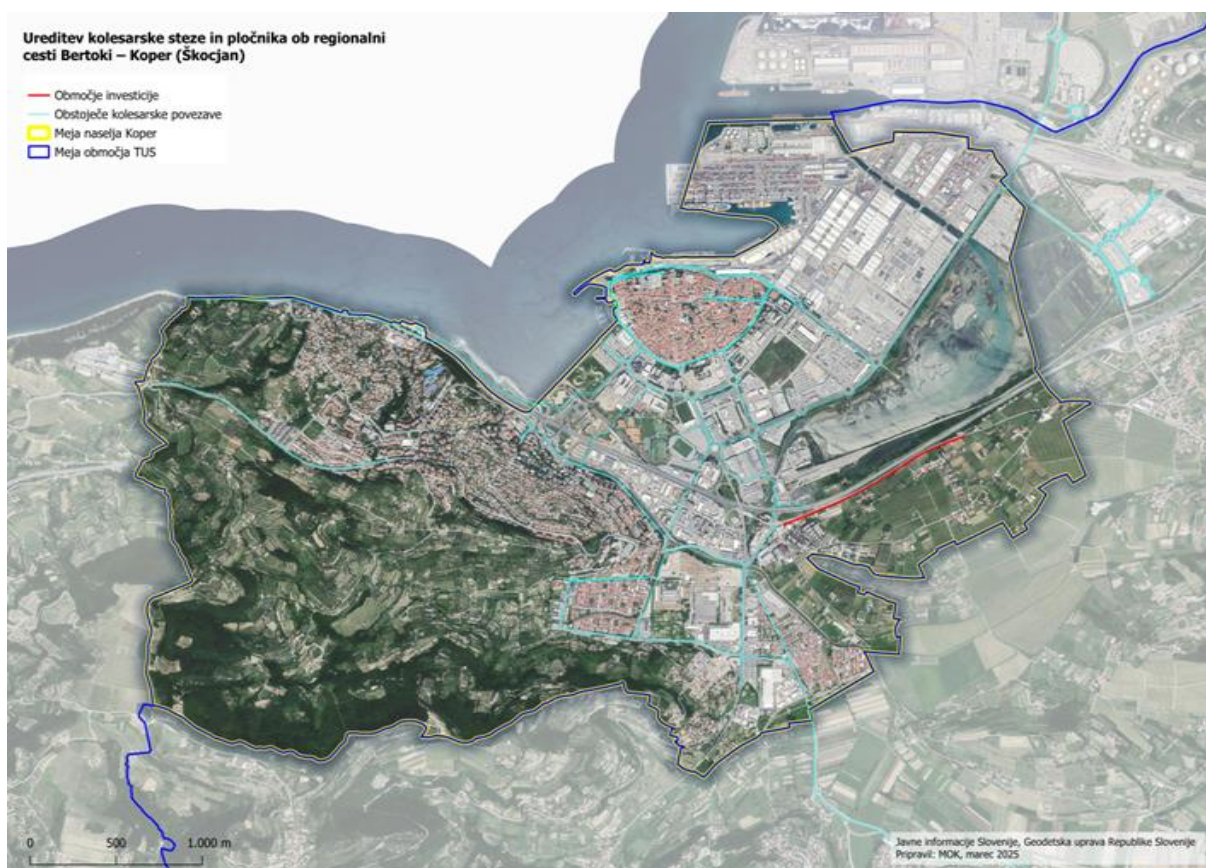 Ureditev kolesarske steze in pločnika ob regionalni
cesti Bertoki – Koper (Škocjan)
Območje investicije
Obstoječe kolesarske povezave
Meja naselja Koper
Meja območja TUS
0 500 1.000 m
Javne informacije Slovenije, Geodetska uprava Republike Slovenije
Pripravil: MOK, marec 2025